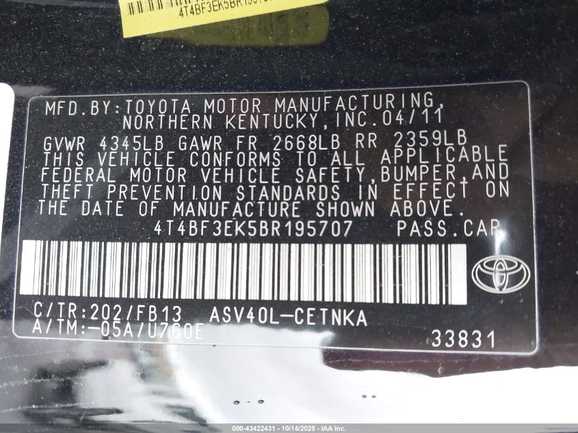 4T4BF3EK5BR195707
MFD.BY:TOYOTA MOTOR MANUFACTURING,
NORTHERN KENTUCKY,INC.04/11
GVWR 4345LB GAWR FR 2668LB RR 2359LB
THIS VEHICLE CONFORMS TO ALL APPLICABLE
FEDERAL MOTOR VEHICLE SAFETY,BUMPER,AND
THEFT PREVENTION STANDARDS IN EFFECT ON
THE DATE OF MANUFACTURE SHOWN ABOVE.
4T4BF3EK5BR195707 PASS.CAR
C/TR:202/FB13 ASV40L-CETNKA
A/TM:-05A/U760E
33831
000-43422431 - 10/16/2025 - IAA Inc.